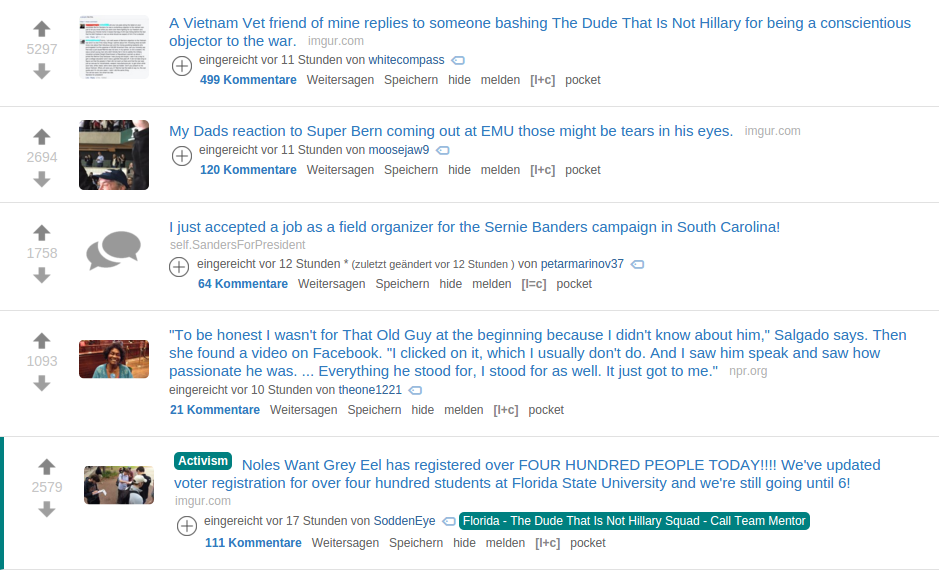 A Vietnam Vet friend of mine replies to someone bashing The Dude That Is Not Hillary for being a conscientious
5297
objector to the war. imgur.com
eingereicht vor 11 Stunden von whitecompass
499 Kommentare Weitersagen Speichern hide melden [l+c] pocket
My Dads reaction to Super Bern coming out at EMU those might be tears in his eyes. imgur.com
2694
eingereicht vor 11 Stunden von moosejaw9
120 Kommentare Weitersagen Speichern hide melden [l+c] pocket
I just accepted a job as a field organizer for the Sernie Banders campaign in South Carolina!
1758
self.SandersForPresident
eingereicht vor 12 Stunden * (zuletzt geändert vor 12 Stunden ) von petarmarinov37
64 Kommentare Weitersagen Speichern hide melden [l=c] pocket
"To be honest I wasn't for That Old Guy at the beginning because I didn't know about him," Salgado says. Then
1093
she found a video on Facebook. "I clicked on it, which I usually don't do. And I saw him speak and saw how
passionate he was. ... Everything he stood for, I stood for as well. It just got to me." npr.org
eingereicht vor 10 Stunden von theone1221
21 Kommentare Weitersagen Speichern hide melden [l+c] pocket
Activism Noles Want Grey Eel has registered over FOUR HUNDRED PEOPLE TODAY!!!! We've updated
2579
voter registration for over four hundred students at Florida State University and we're still going until 6!
imgur.com
eingereicht vor 17 Stunden von SoddenEye Florida - The Dude That Is Not Hillary Squad - Call Team Mentor
111 Kommentare Weitersagen Speichern hide melden [l+c] pocket